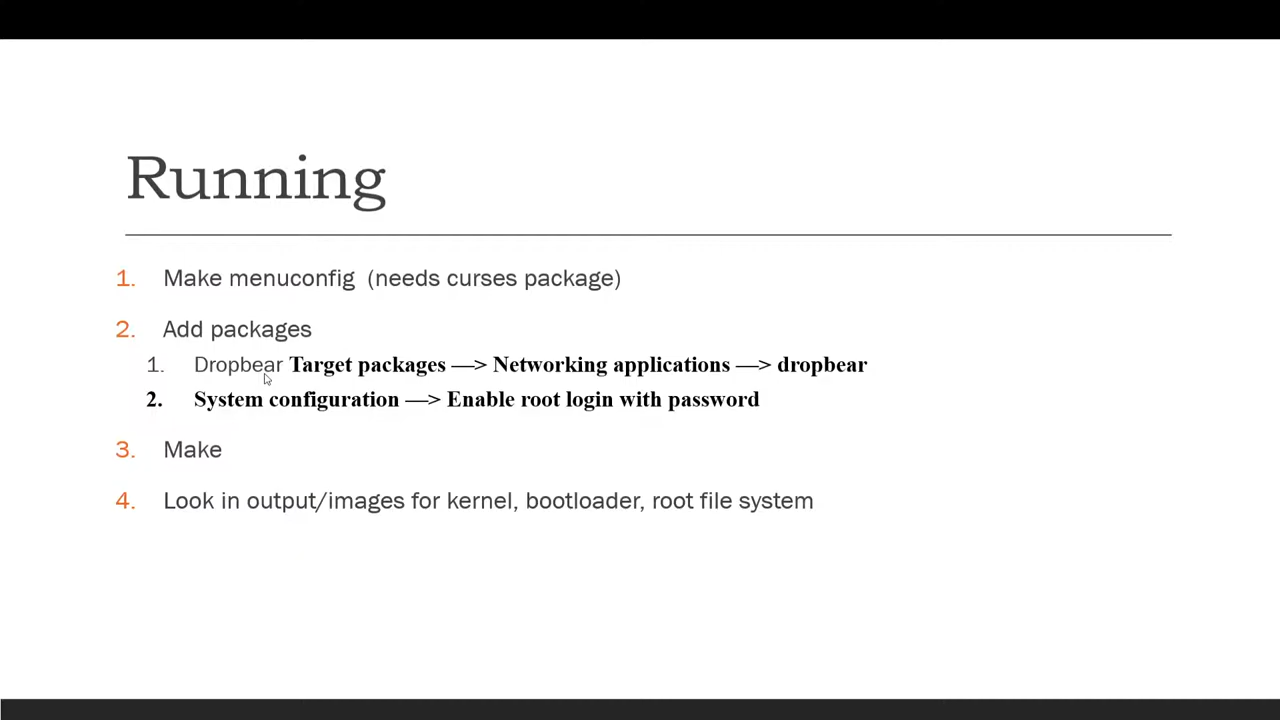 Running
1. Make menuconfig (needs curses package)
2. Add packages
1. Dropbear Target packages —> Networking applications —> dropbear
2. System configuration —> Enable root login with password
3. Make
4. Look in output/images for kernel, bootloader, root file system